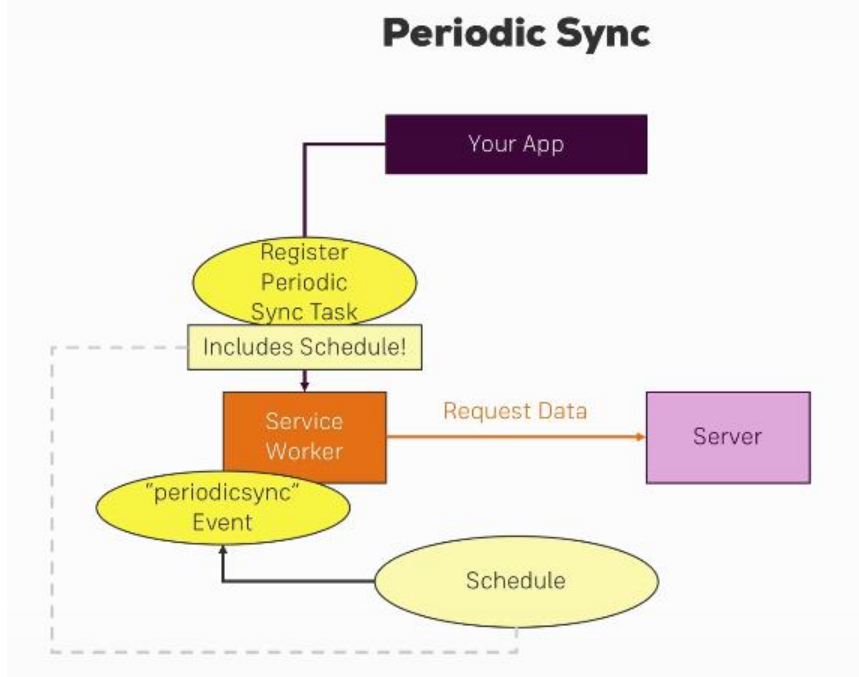 Periodic Sync
Your App
Register
Periodic
Sync Task
Includes Schedule!
Service
Worker
Request Data
Server
“periodicsync”
Event
Schedule